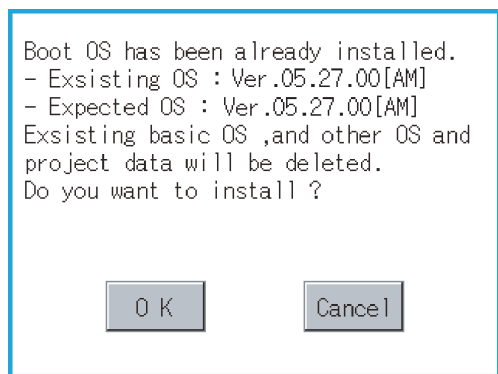 Boot OS has been already installed.
- Exsisting OS : Ver.05.27.00[AM]
- Expected OS : Ver.05.27.00[AM]
Exsisting basic OS ,and other OS and
project data will be deleted.
Do you want to install ?
O K
Cancel